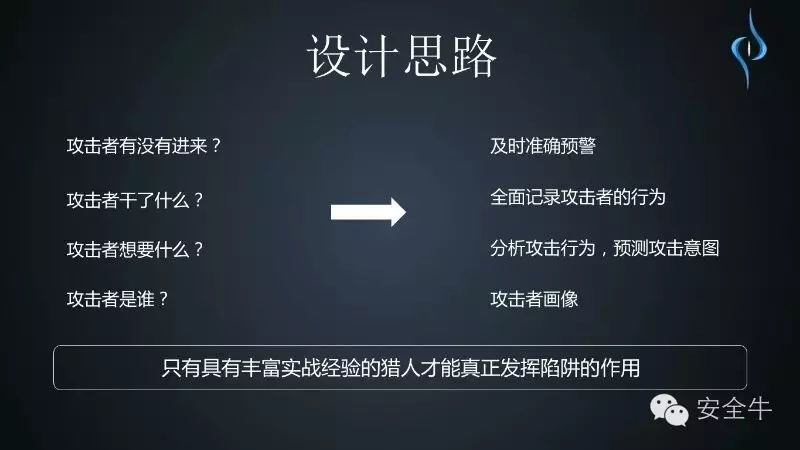 设计思路
攻击者有没有进来？
及时准确预警
攻击者干了什么？
全面记录攻击者的行为
攻击者想要什么？
分析攻击行为，预测攻击意图
攻击者是谁？
攻击者画像
只有具有丰富实战经验的猎人才能真正发挥陷阱的作用
安全牛